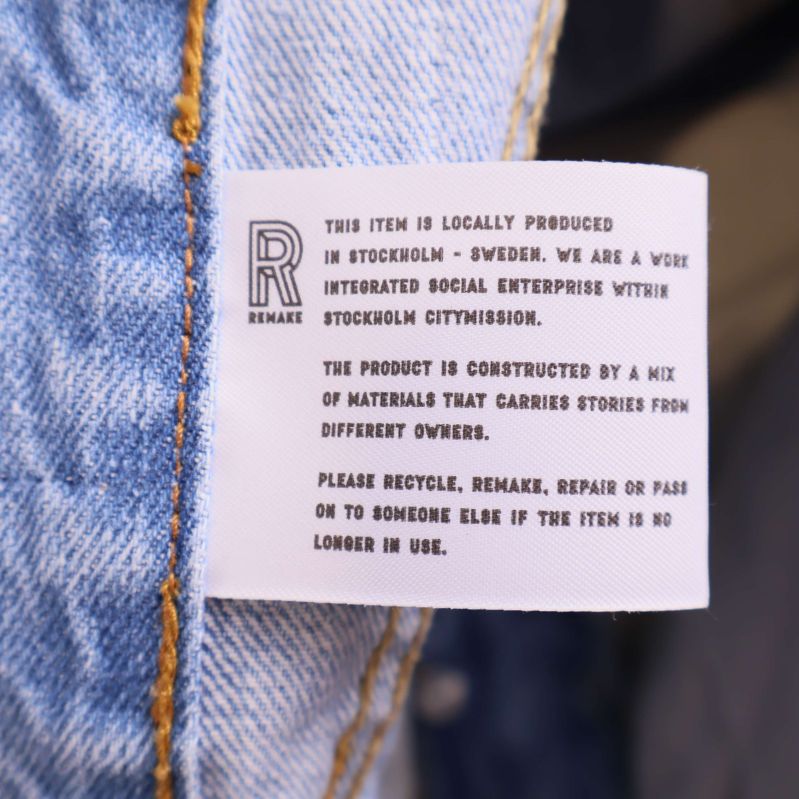 R
REMAKE
THIS ITEM IS LOCALLY PRODUCED
IN STOCKHOLM - SWEDEN. WE ARE A WORK
INTEGRATED SOCIAL ENTERPRISE WITHIN
STOCKHOLM CITYMISSION.
THE PRODUCT IS CONSTRUCTED BY A MIX
OF MATERIALS THAT CARRIES STORIES FROM
DIFFERENT OWNERS.
PLEASE RECYCLE, REMAKE, REPAIR OR PASS
ON TO SOMEONE ELSE IF THE ITEM IS NO
LONGER IN USE.